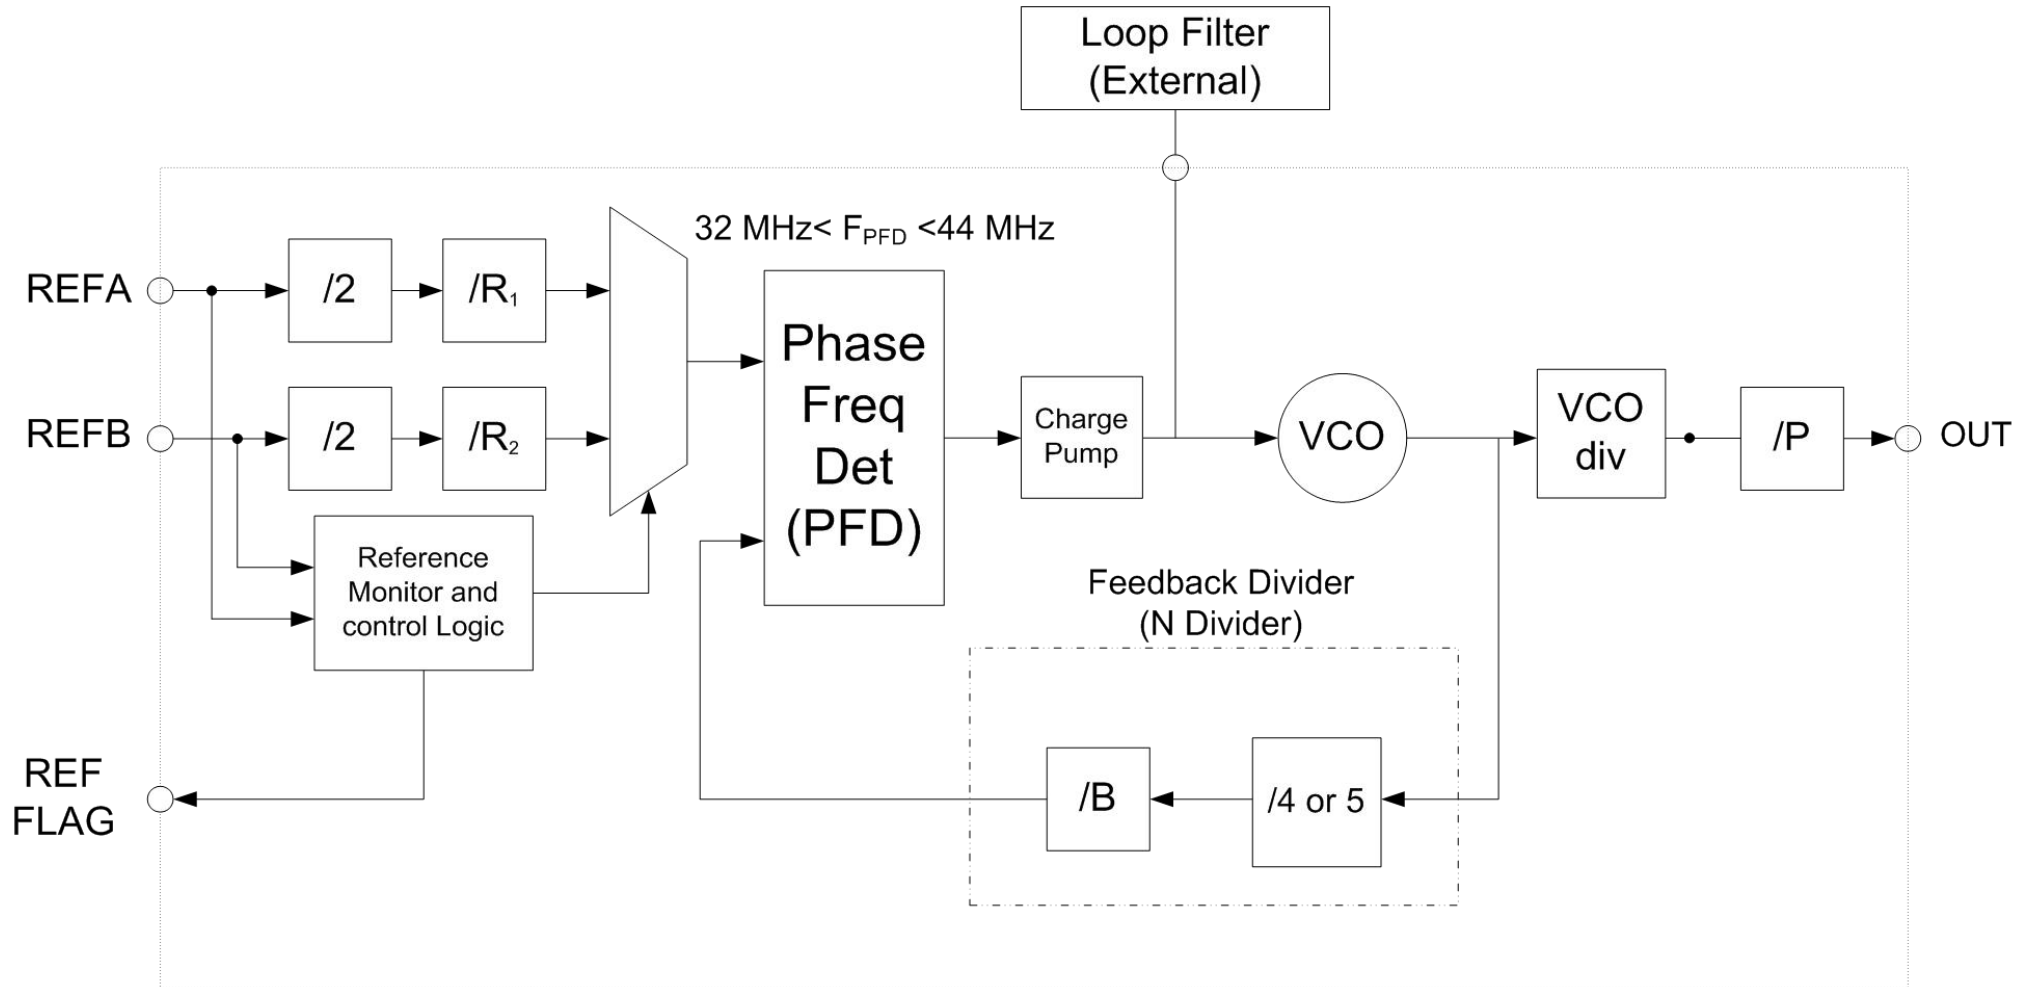 Loop Filter
(External)
32 MHz< FPFD <44 MHz
REFA
/2
/R1
REFB
/2
/R2
Phase
Freq
Det
(PFD)
Charge
Pump
VCO
VCO
div
/P
OUT
Reference
Monitor and
control Logic
Feedback Divider
(N Divider)
REF
FLAG
/B
/4 or 5